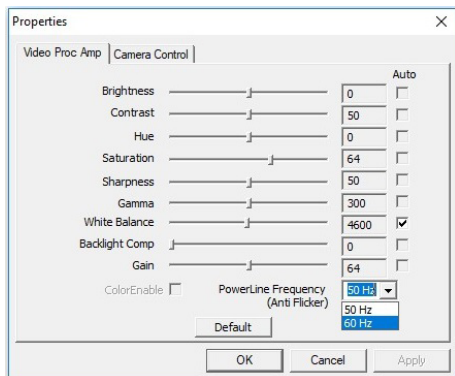 Properties
Video Proc Amp Camera Control
Auto
Brightness 0
Contrast 50
Hue 0
Saturation 64
Sharpness 50
Gamma 300
White Balance 4600
Backlight Comp 0
Gain 64
ColorEnable PowerLine Frequency 50 Hz
(Anti Flicker) 50 Hz
60 Hz
Default
OK Cancel Apply